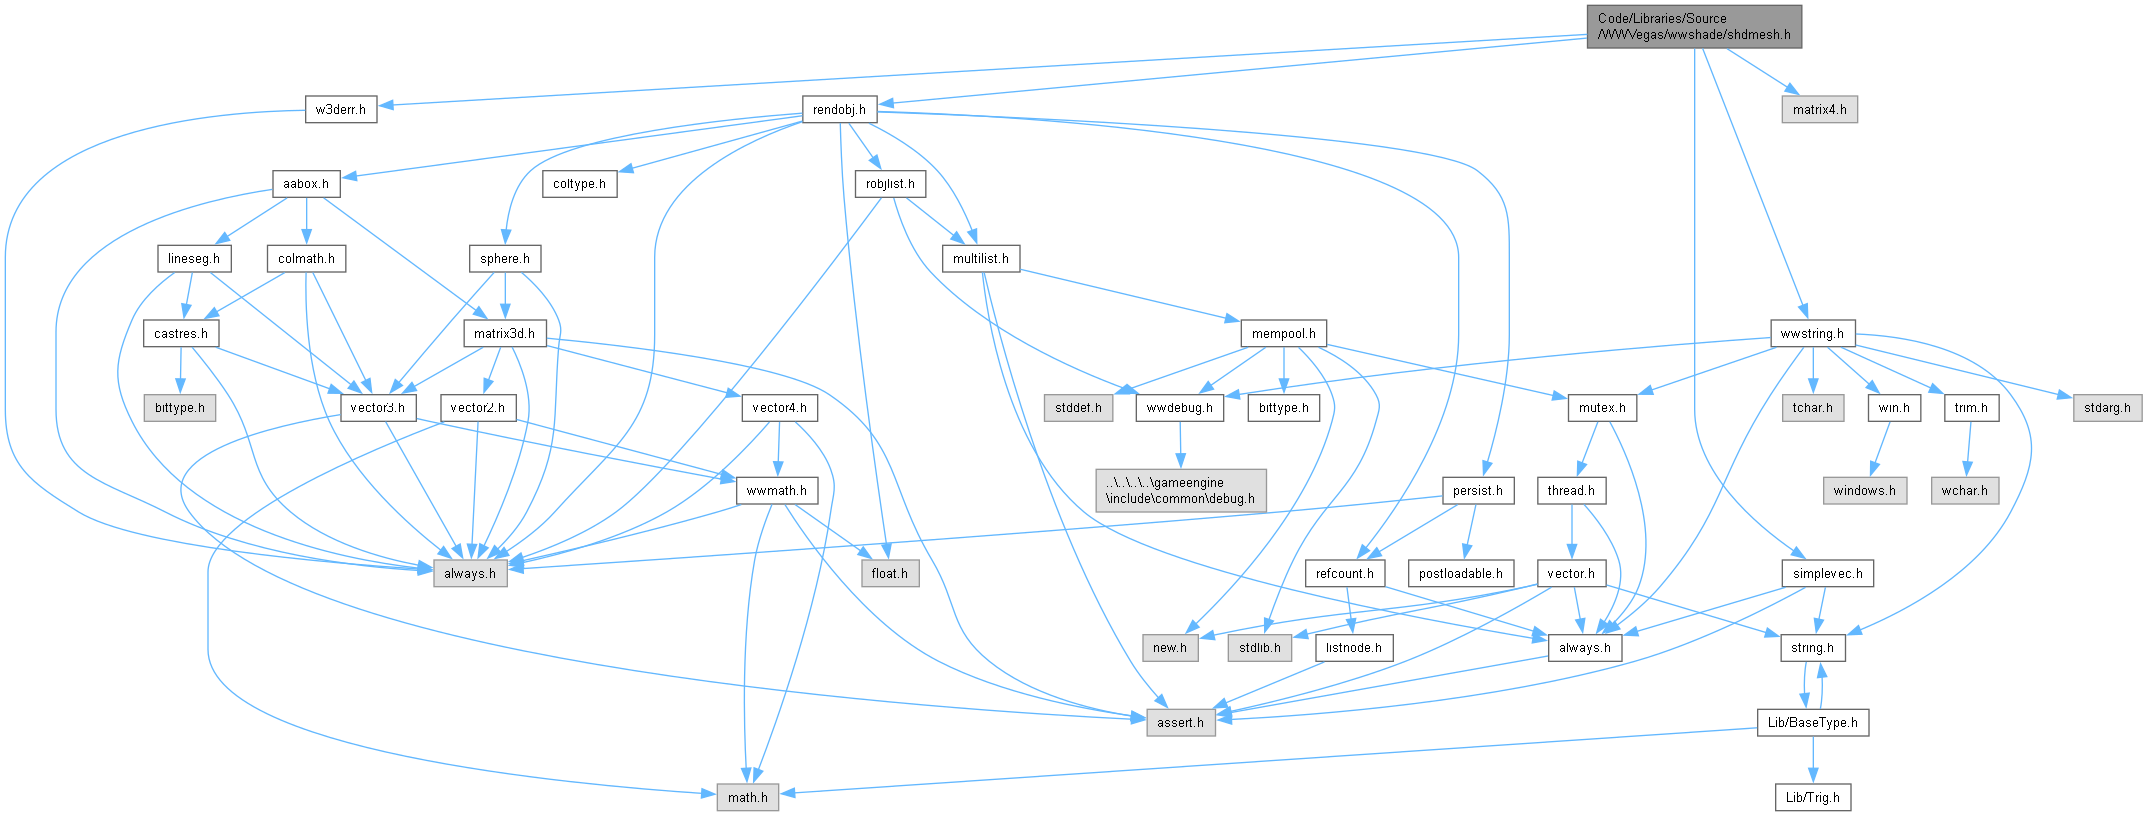 Code/Libraries/Source
/WWVegas/wwshade/shdmesh.h
w3derr.h
rendobj.h
matrix4.h
aabox.h
coltype.h
robjlist.h
lineseg.h
colmath.h
sphere.h
multilist.h
castres.h
matrix3d.h
mempool.h
wwstring.h
bittype.h
vector3.h
vector2.h
vector4.h
stddef.h
wwdebug.h
bittype.h
mutex.h
tchar.h
win.h
trim.h
stdarg.h
wwmath.h
..\..\..\..\gameengine
\include\common\debug.h
persist.h
thread.h
windows.h
wchar.h
always.h
float.h
refcount.h
postloadable.h
vector.h
simplevec.h
new.h
stdlib.h
listnode.h
always.h
string.h
assert.h
Lib/BaseType.h
math.h
Lib/Trig.h